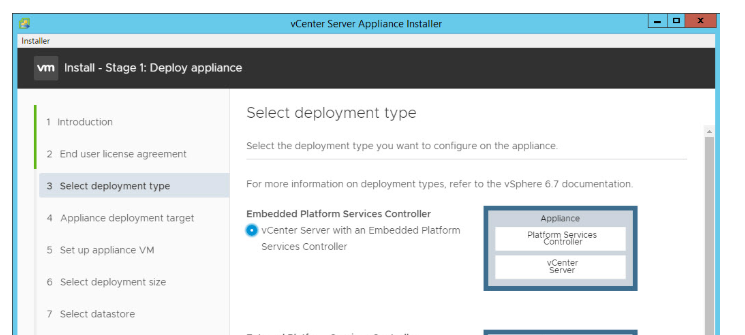 vCenter Server Appliance Installer
Installer
vm Install - Stage 1: Deploy appliance
1 Introduction
2 End user license agreement
3 Select deployment type
4 Appliance deployment target
5 Set up appliance VM
6 Select deployment size
7 Select datastore
Select deployment type
Select the deployment type you want to configure on the appliance.
For more information on deployment types, refer to the vSphere 6.7 documentation.
Embedded Platform Services Controller
vCenter Server with an Embedded Platform
Services Controller
Appliance
Platform Services
Controller
vCenter
Server